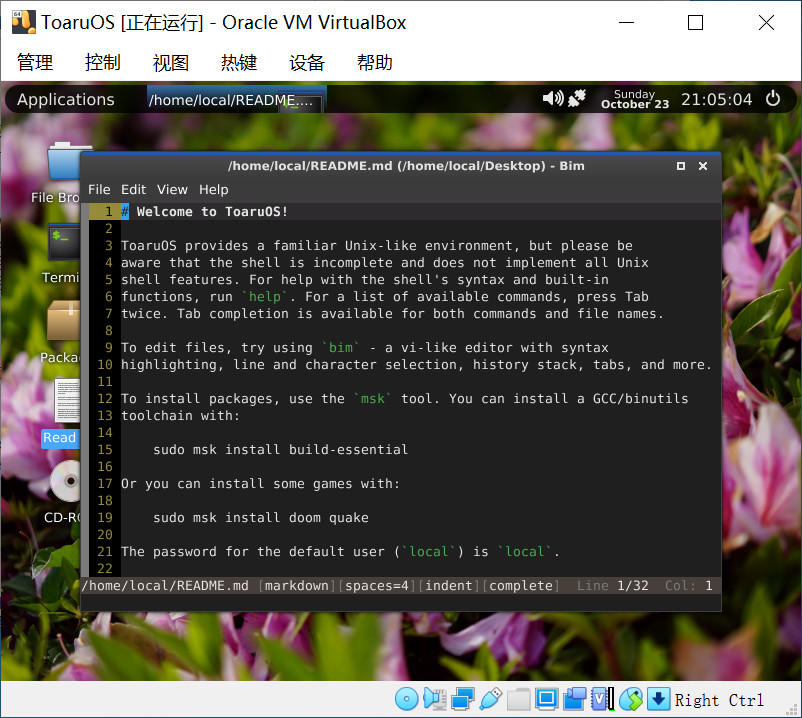 ToaruOS [正在运行] - Oracle VM VirtualBox
管理 控制 视图 热键 设备 帮助
Applications /home/local/README.... Sunday October 23 21:05:04
File Bro
Termi
Packa
Read
CD-RO
/home/local/README.md (/home/local/Desktop) - Bim
File Edit View Help
1 # Welcome to ToaruOS!
2
3 ToaruOS provides a familiar Unix-like environment, but please be
4 aware that the shell is incomplete and does not implement all Unix
5 shell features. For help with the shell's syntax and built-in
6 functions, run `help`. For a list of available commands, press Tab
7 twice. Tab completion is available for both commands and file names.
8
9 To edit files, try using `bim` - a vi-like editor with syntax
10 highlighting, line and character selection, history stack, tabs, and more.
11
12 To install packages, use the `msk` tool. You can install a GCC/binutils
13 toolchain with:
14
15 sudo msk install build-essential
16
17 Or you can install some games with:
18
19 sudo msk install doom quake
20
21 The password for the default user (`local`) is `local`.
22
/home/local/README.md [markdown][spaces=4][indent][complete] Line 1/32 Col: 1
Right Ctrl